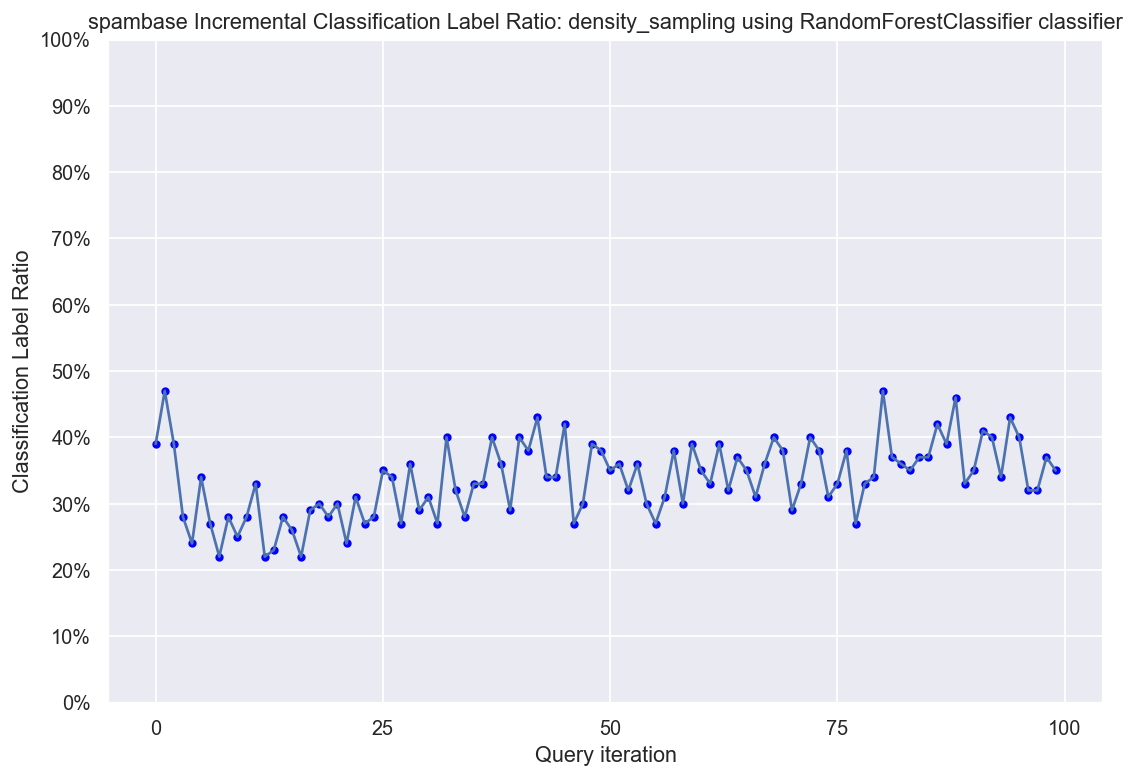 spambase Incremental Classification Label Ratio: density_sampling using RandomForestClassifier classifier
100%
90%
80%
70%
60%
50%
40%
30%
20%
10%
0%
Classification Label Ratio
0 25 50 75 100
Query iteration